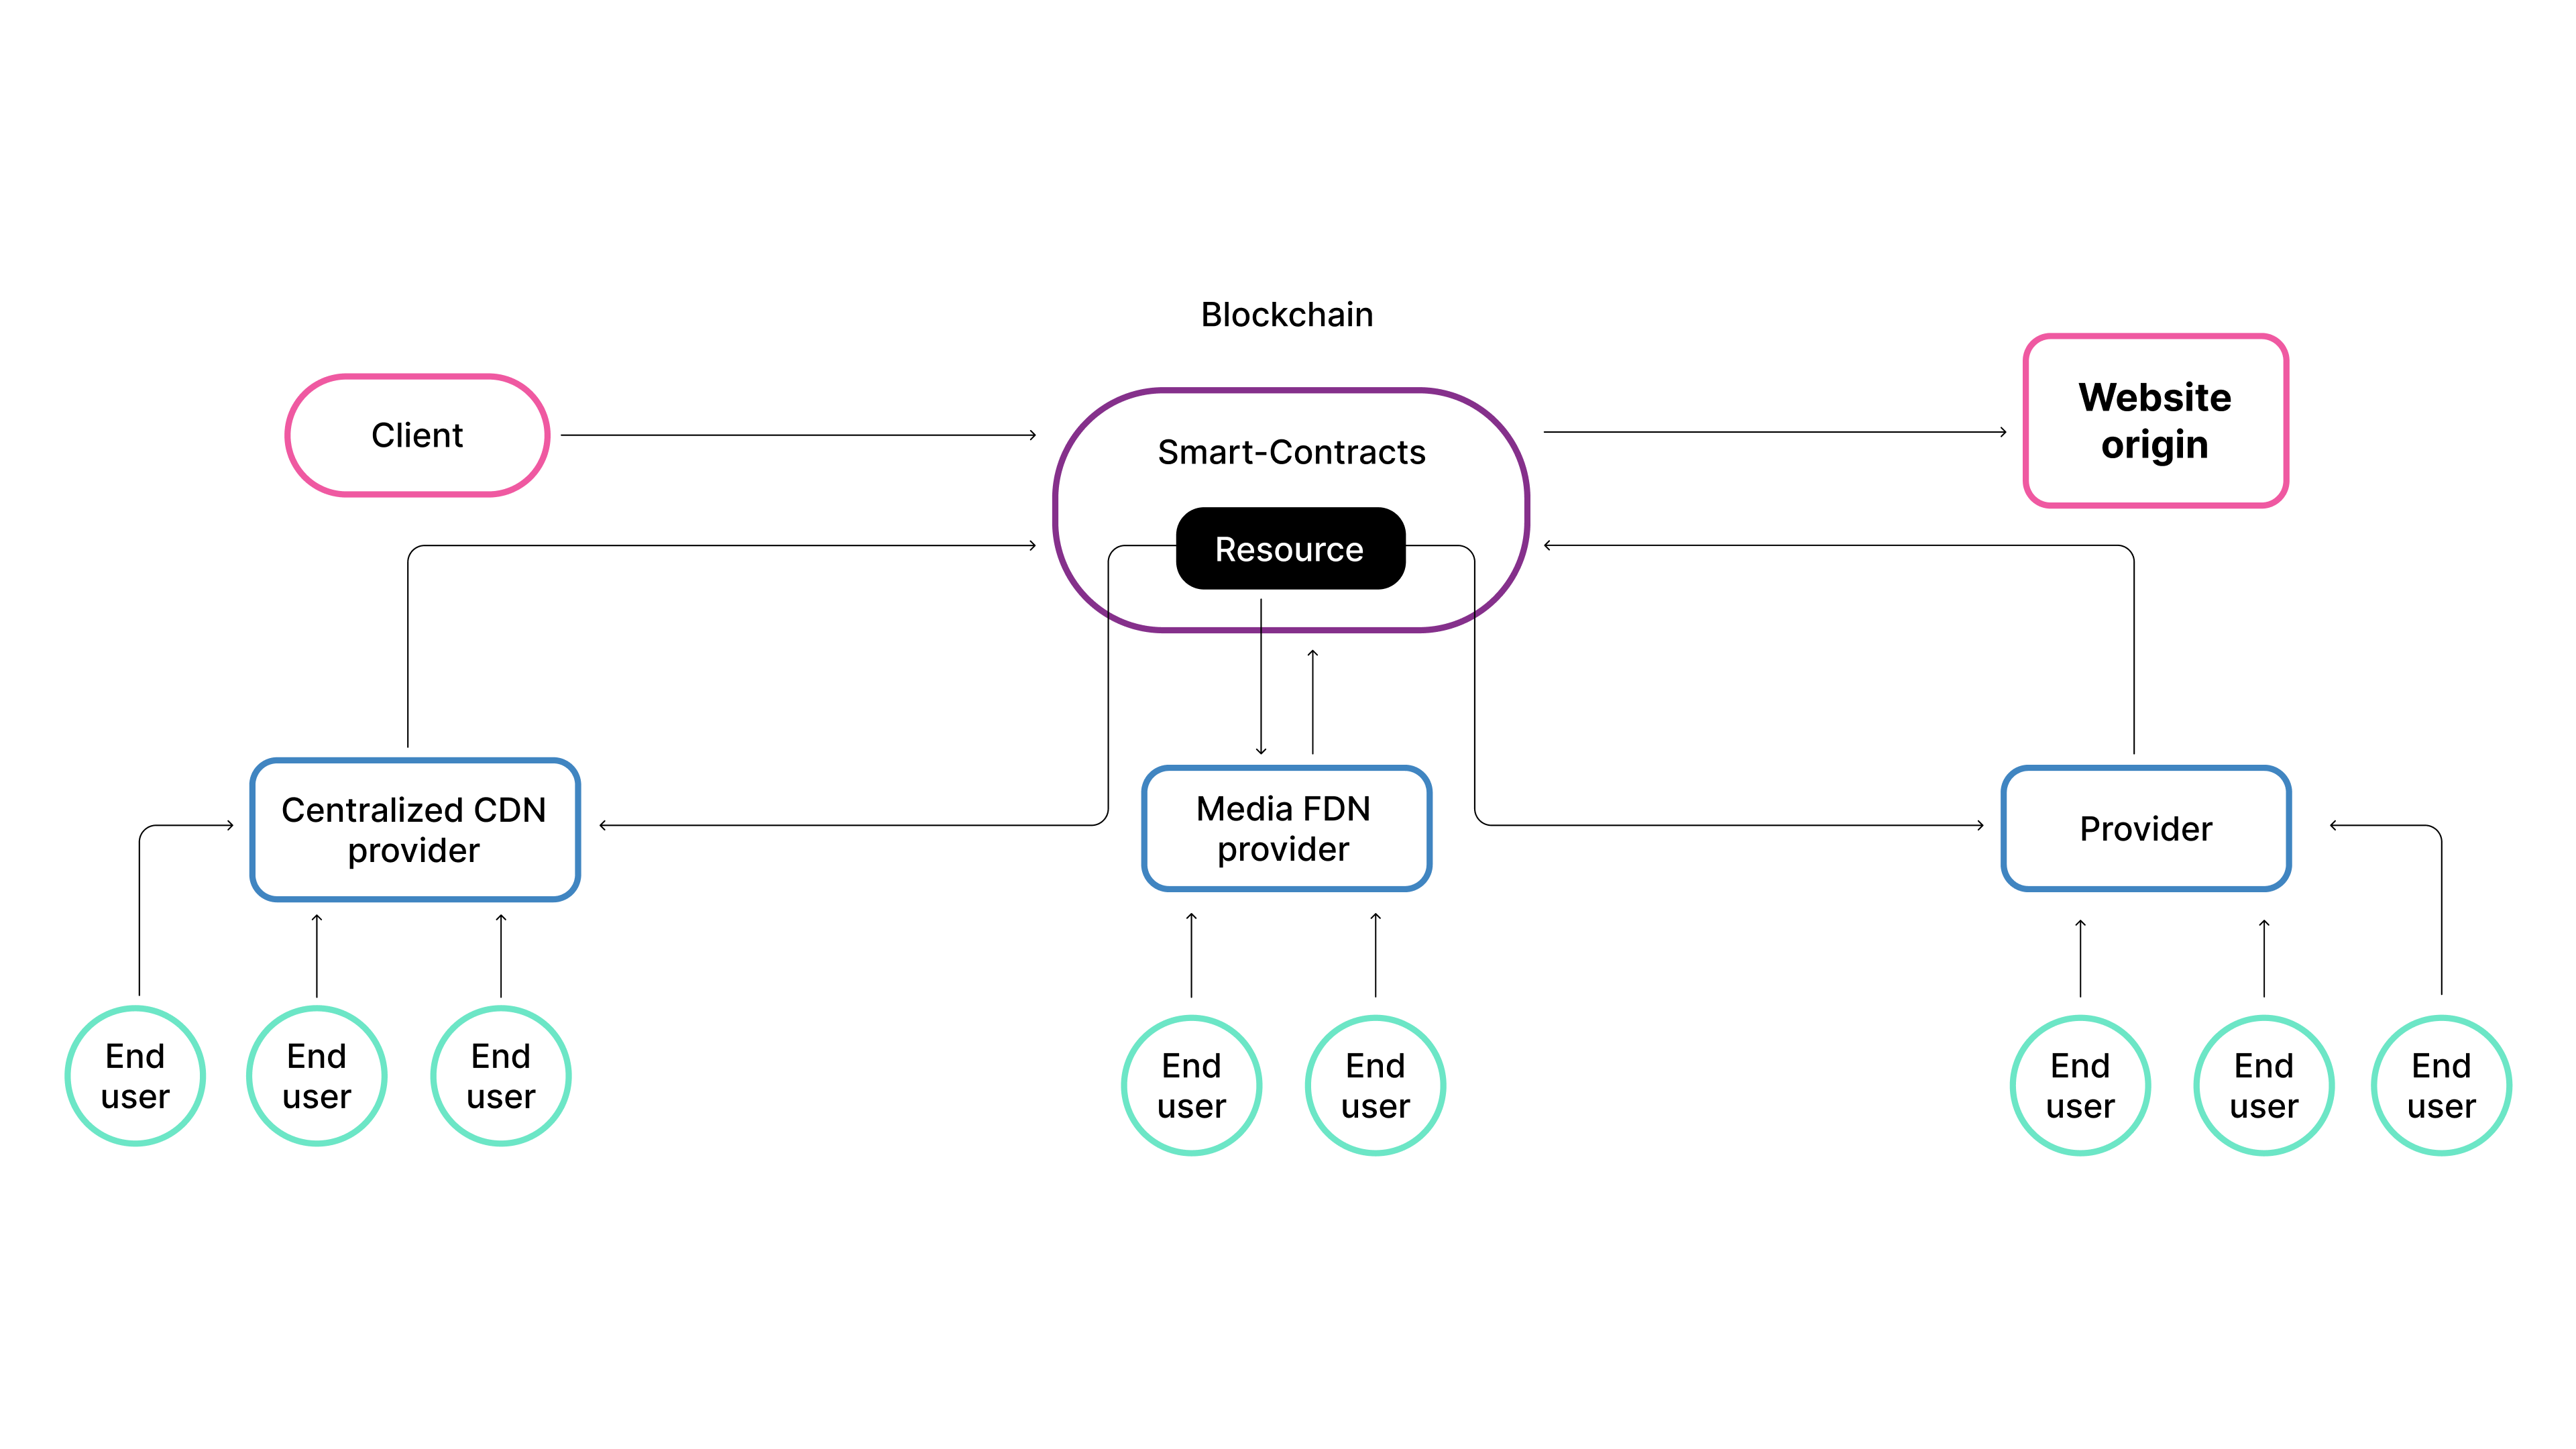 Blockchain
Client
Smart-Contracts
Website
origin
Resource
Centralized CDN
provider
Media FDN
provider
Provider
End
user
End
user
End
user
End
user
End
user
End
user
End
user
End
user